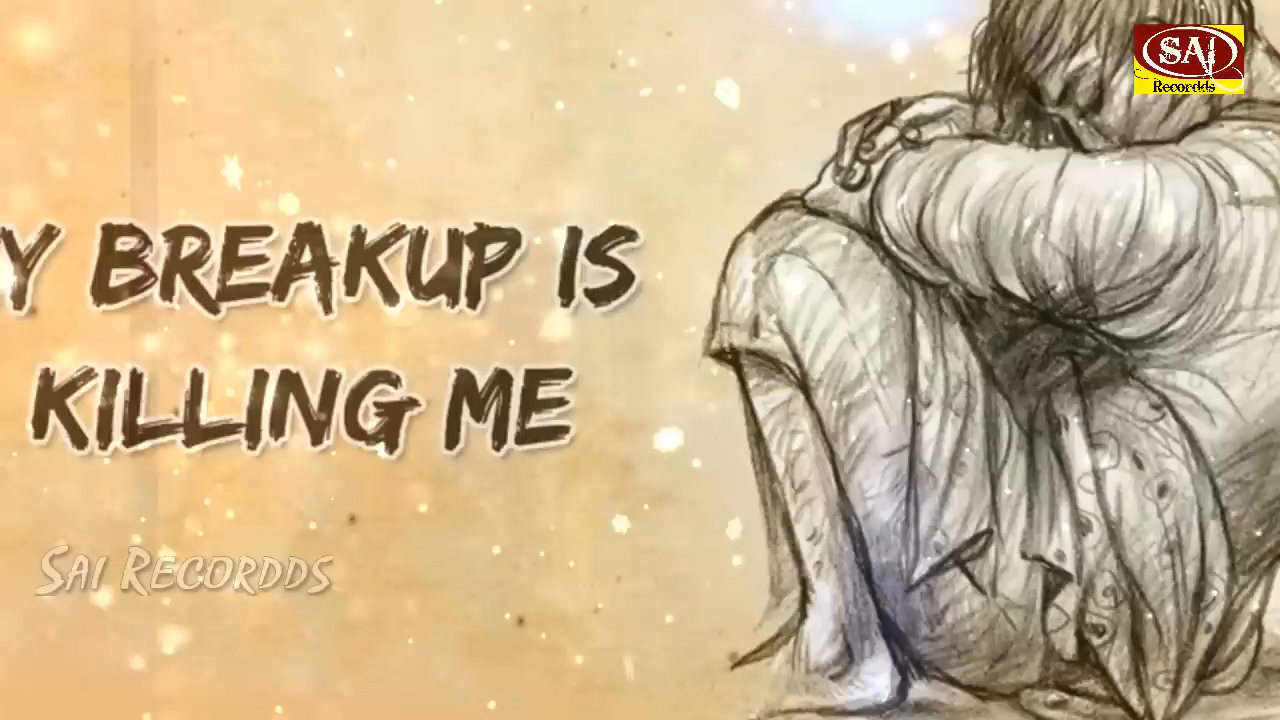 SAI
Recordds
Y BREAKUP IS
KILLING ME
SAI RECORDDS